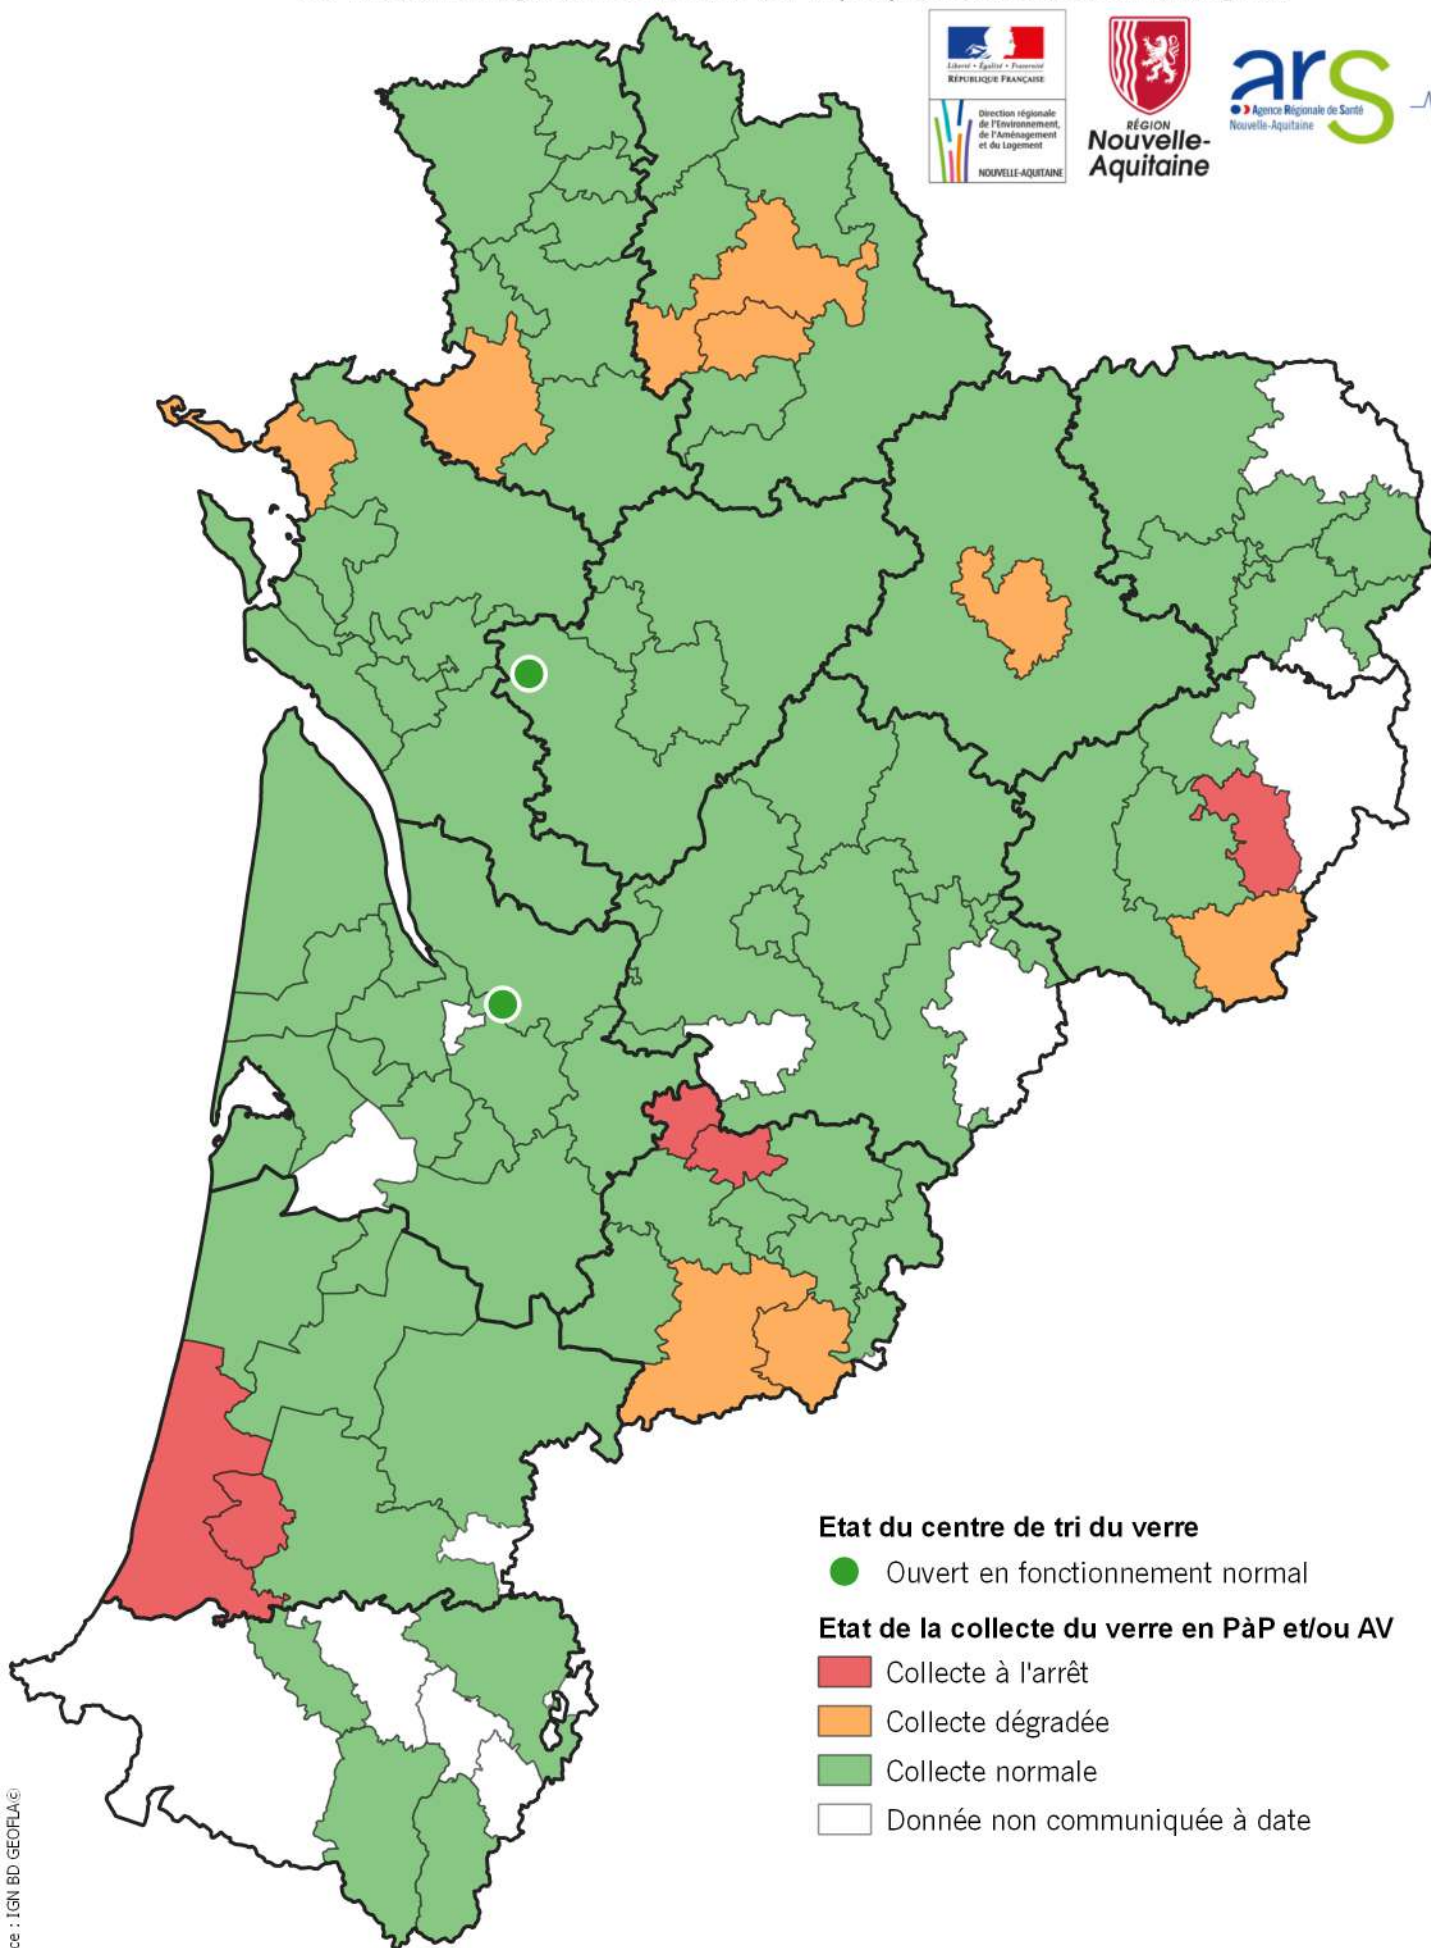 Liberté • Égalité • Fraternité
RÉPUBLIQUE FRANÇAISE
Direction régionale
de l'Environnement,
de l'Aménagement
et du Logement
NOUVELLE-AQUITAINE
RÉGION
Nouvelle-
Aquitaine
ars
Agence Régionale de Santé
Nouvelle-Aquitaine
Etat du centre de tri du verre
Ouvert en fonctionnement normal
Etat de la collecte du verre en PàP et/ou AV
Collecte à l'arrêt
Collecte dégradée
Collecte normale
Donnée non communiquée à date
ce : IGN BD GEOFLA©